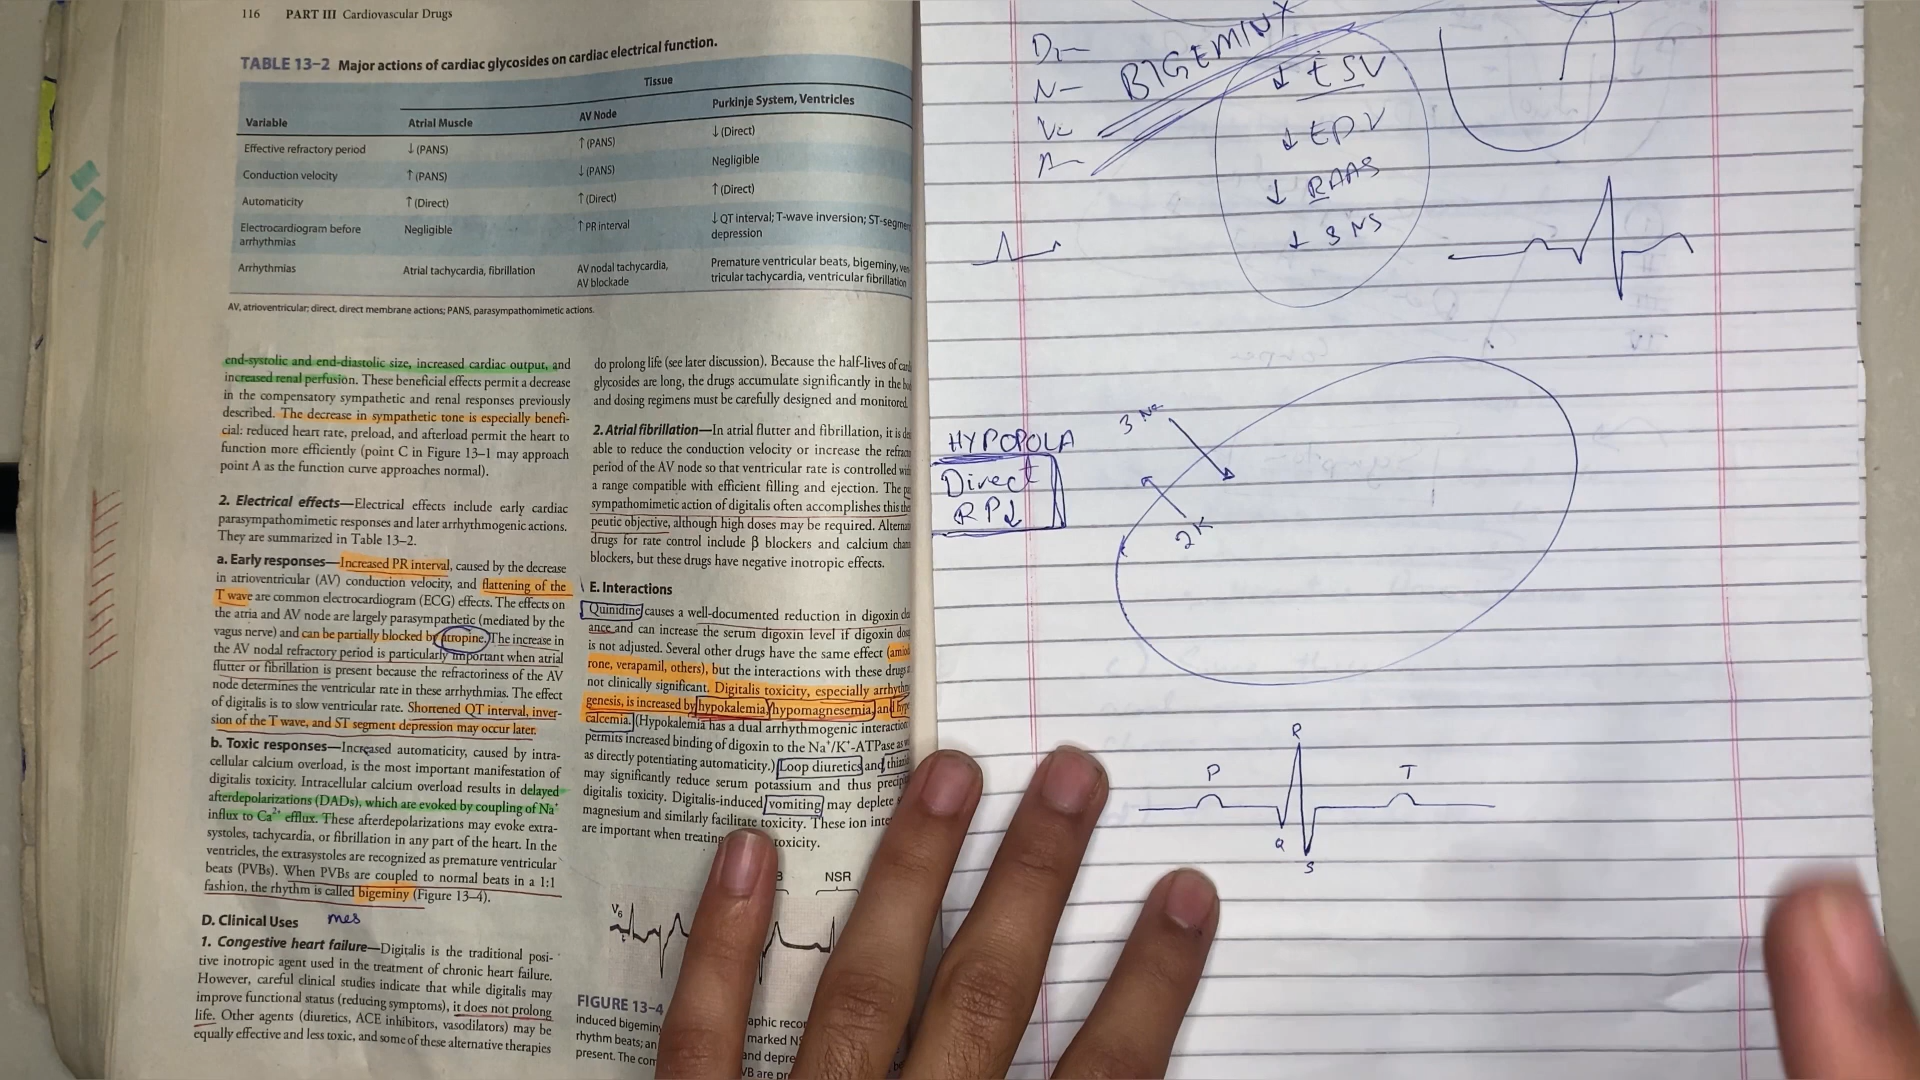 116 PART III Cardiovascular Drugs
TABLE 13–2 Major actions of cardiac glycosides on cardiac electrical function.
Tissue
Variable Atrial Muscle AV Node Purkinje System, Ventricles
Effective refractory period ↓ (PANS) ↑ (PANS) ↓ (Direct)
Conduction velocity ↑ (PANS) ↓ (PANS) Negligible
Automaticity ↑ (Direct) ↑ (Direct) ↑ (Direct)
Electrocardiogram before arrhythmias Negligible ↑ PR interval ↓ QT interval; T-wave inversion; ST-segmen depression
Arrhythmias Atrial tachycardia, fibrillation AV nodal tachycardia, AV blockade Premature ventricular beats, bigeminy, ven tricular tachycardia, ventricular fibrillation
AV, atrioventricular; direct, direct membrane actions; PANS, parasympathomimetic actions.
end-systolic and end-diastolic size, increased cardiac output, and
increased renal perfusion. These beneficial effects permit a decrease
in the compensatory sympathetic and renal responses previously
described. The decrease in sympathetic tone is especially benefi-
cial: reduced heart rate, preload, and afterload permit the heart to
function more efficiently (point C in Figure 13–1 may approach
point A as the function curve approaches normal).
2. Electrical effects—Electrical effects include early cardiac
parasympathomimetic responses and later arrhythmogenic actions.
They are summarized in Table 13–2.
a. Early responses—Increased PR interval, caused by the decrease
in atrioventricular (AV) conduction velocity, and flattening of the
T wave are common electrocardiogram (ECG) effects. The effects on
the atria and AV node are largely parasympathetic (mediated by the
vagus nerve) and can be partially blocked by atropine. The increase in
the AV nodal refractory period is particularly important when atrial
flutter or fibrillation is present because the refractoriness of the AV
node determines the ventricular rate in these arrhythmias. The effect
of digitalis is to slow ventricular rate. Shortened QT interval, inver-
sion of the T wave, and ST segment depression may occur later.
b. Toxic responses—Increased automaticity, caused by intra-
cellular calcium overload, is the most important manifestation of
digitalis toxicity. Intracellular calcium overload results in delayed
afterdepolarizations (DADs), which are evoked by coupling of Na⁺
influx to Ca²⁺ efflux. These afterdepolarizations may evoke extra-
systoles, tachycardia, or fibrillation in any part of the heart. In the
ventricles, the extrasystoles are recognized as premature ventricular
beats (PVBs). When PVBs are coupled to normal beats in a 1:1
fashion, the rhythm is called bigeminy (Figure 13–4).
D. Clinical Uses mes
1. Congestive heart failure—Digitalis is the traditional posi-
tive inotropic agent used in the treatment of chronic heart failure.
However, careful clinical studies indicate that while digitalis may
improve functional status (reducing symptoms), it does not prolong
life. Other agents (diuretics, ACE inhibitors, vasodilators) may be
equally effective and less toxic, and some of these alternative therapies
do prolong life (see later discussion). Because the half-lives of
glycosides are long, the drugs accumulate significantly in the
and dosing regimens must be carefully designed and monitored
2. Atrial fibrillation—In atrial flutter and fibrillation, it is
able to reduce the conduction velocity or increase the
period of the AV node so that ventricular rate is controlled
a range compatible with efficient filling and ejection. The
sympathomimetic action of digitalis often accomplishes this
peutic objective, although high doses may be required.
drugs for rate control include β blockers and calcium
blockers, but these drugs have negative inotropic effects.
E. Interactions
Quinidine causes a well-documented reduction in digoxin
ance and can increase the serum digoxin level if digoxin
is not adjusted. Several other drugs have the same effect
rone, verapamil, others), but the interactions with these drugs
not clinically significant. Digitalis toxicity, especially
genesis, is increased by hypokalemia, hypomagnesemia, and
calcemia. (Hypokalemia has a dual arrhythmogenic interaction
permits increased binding of digoxin to the Na⁺/K⁺-ATPase as
as directly potentiating automaticity.) Loop diuretics and
may significantly reduce serum potassium and thus
digitalis toxicity. Digitalis-induced vomiting may deplete
magnesium and similarly facilitate toxicity. These ion
are important when treating toxicity.
NSR
V₆
FIGURE 13–4
induced
rhythm beats;
marked
present. The
BIGEMINY
N–
↓ ESV
↓ EDV
↓ RAAS
↓ SNS
HYPOPOLA
Direct
RP↓
3 Na
2 K
P
R
T
Q
S